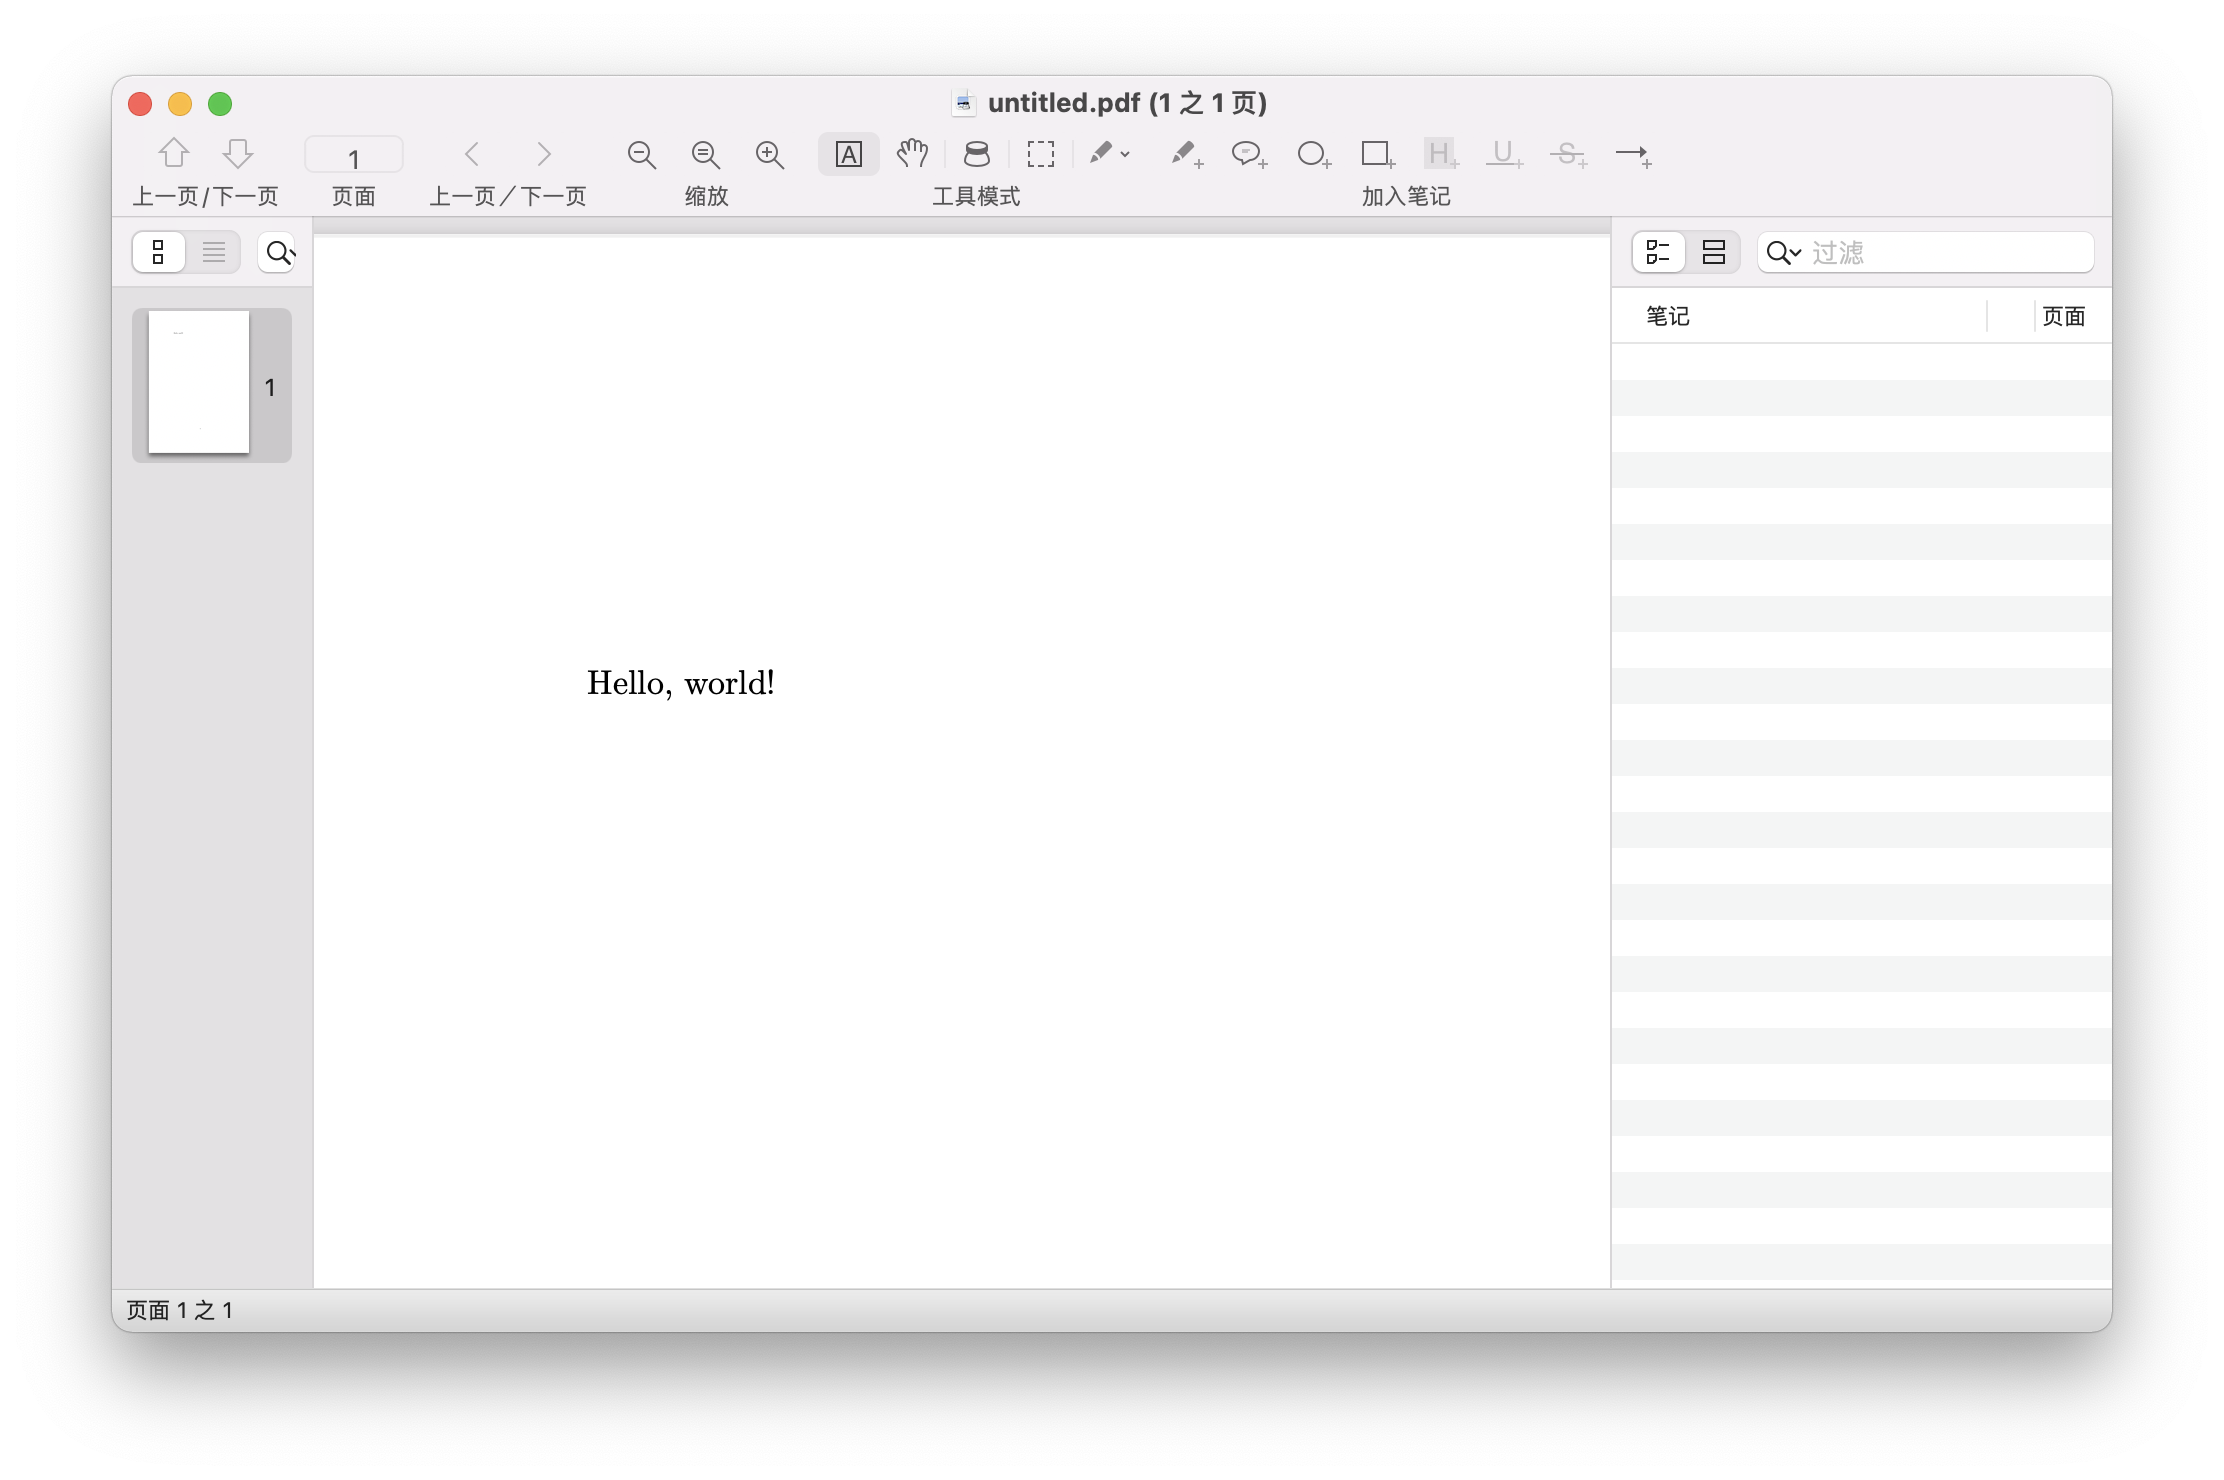 untitled.pdf (1 之 1 页)
1
上一页/下一页
页面
上一页／下一页
缩放
工具模式
加入笔记
过滤
笔记
页面
1
Hello, world!
页面 1 之 1